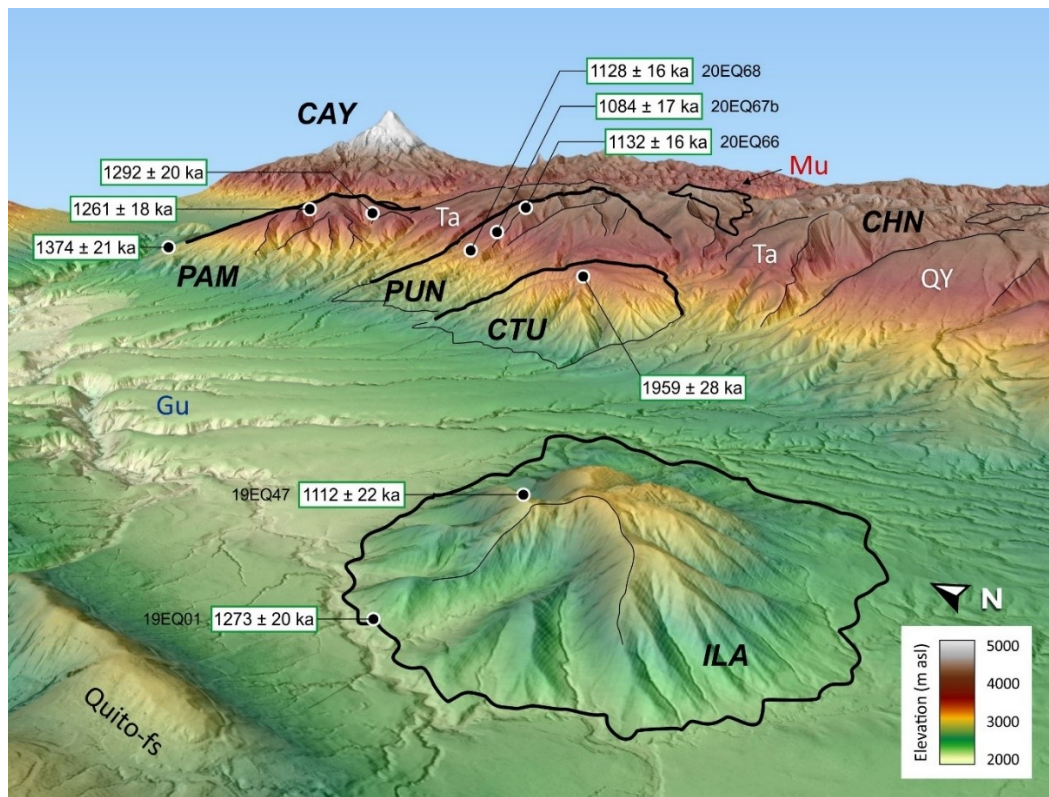 1128 ± 16 ka 20EQ68
CAY
1084 ± 17 ka 20EQ67b
1132 ± 16 ka 20EQ66
Mu
1292 ± 20 ka
1261 ± 18 ka
Ta
CHN
1374 ± 21 ka
Ta
PAM
QY
PUN
CTU
1959 ± 28 ka
Gu
19EQ47 1112 ± 22 ka
N
19EQ01 1273 ± 20 ka
ILA
Quito-fs
Elevation (m asl)
5000
4000
3000
2000